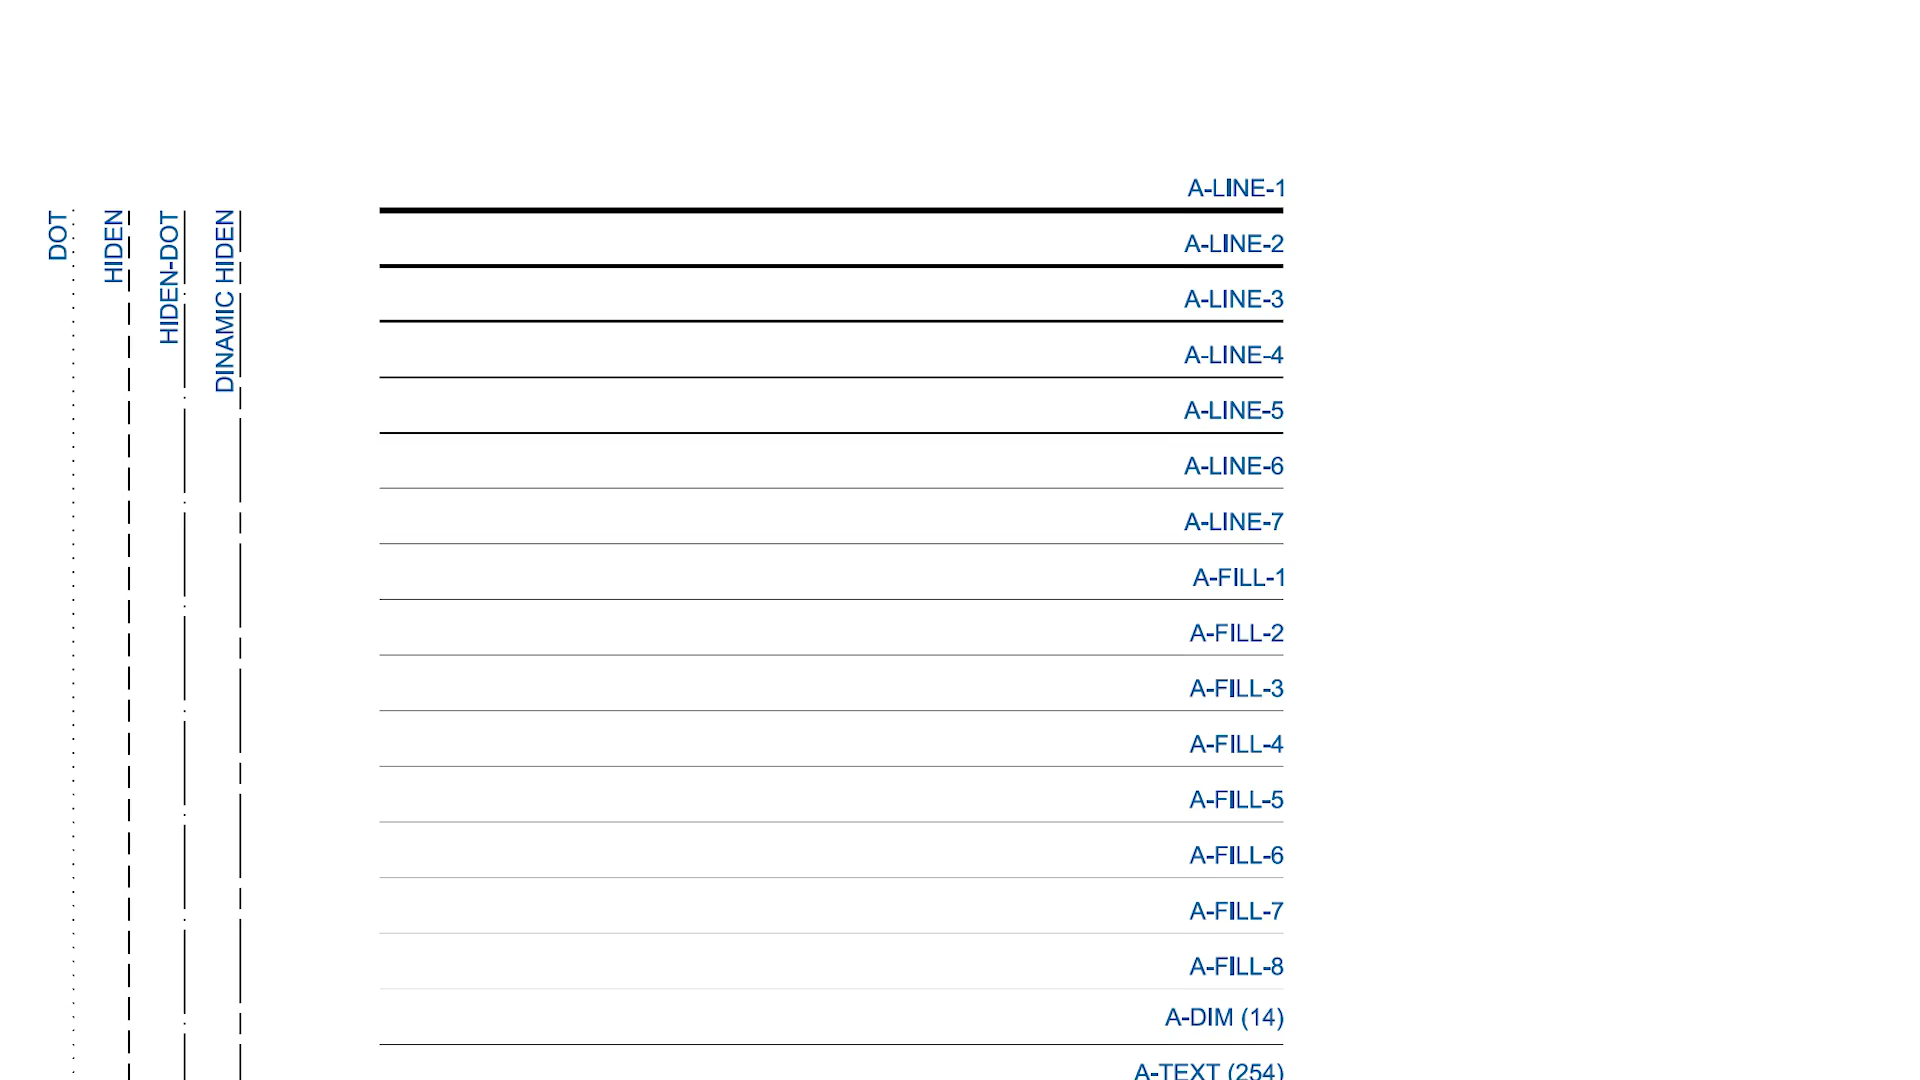 DOT
HIDEN
HIDEN-DOT
DINAMIC HIDEN
A-LINE-1
A-LINE-2
A-LINE-3
A-LINE-4
A-LINE-5
A-LINE-6
A-LINE-7
A-FILL-1
A-FILL-2
A-FILL-3
A-FILL-4
A-FILL-5
A-FILL-6
A-FILL-7
A-FILL-8
A-DIM (14)
A-TEXT (254)